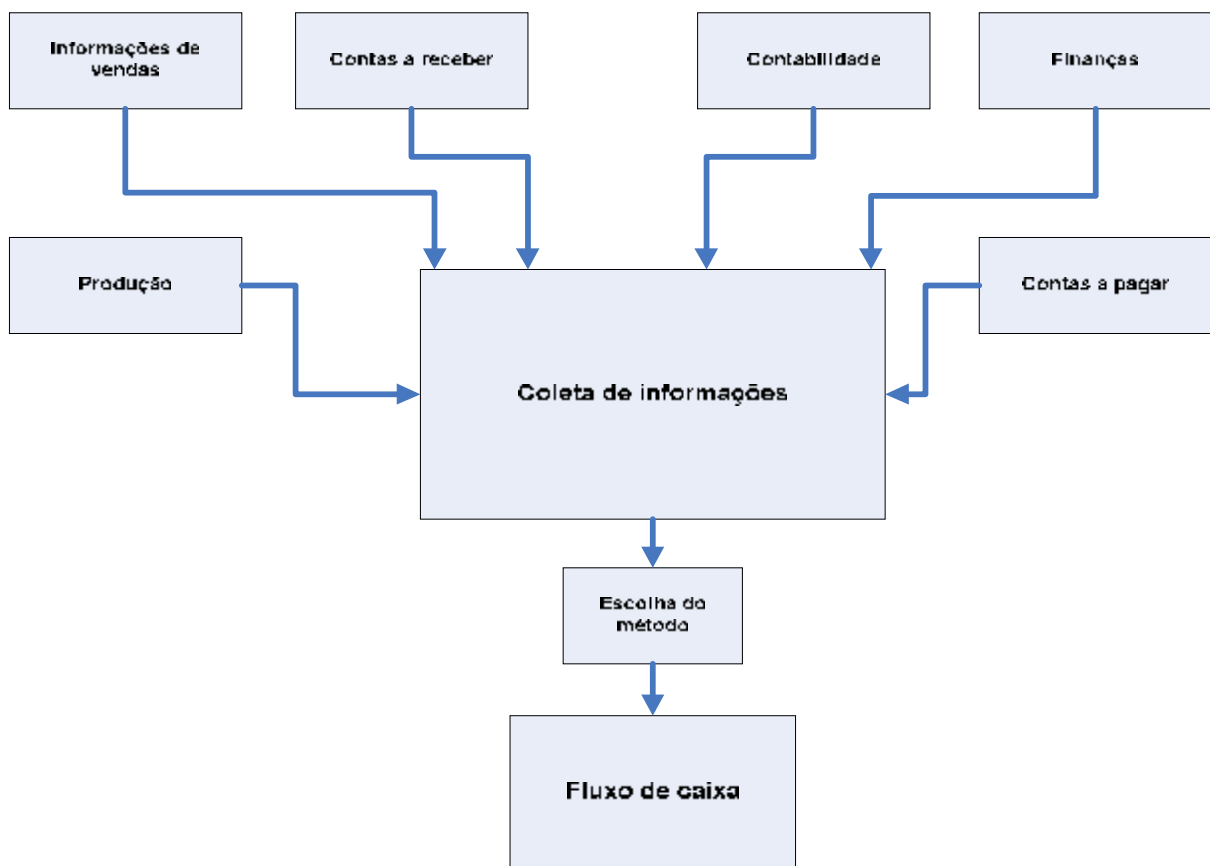 Informações de
vendas
Contas a receber
Contabilidade
Finanças
Produção
Contas a pagar
Coleta de informações
Escolha do
método
Fluxo de caixa